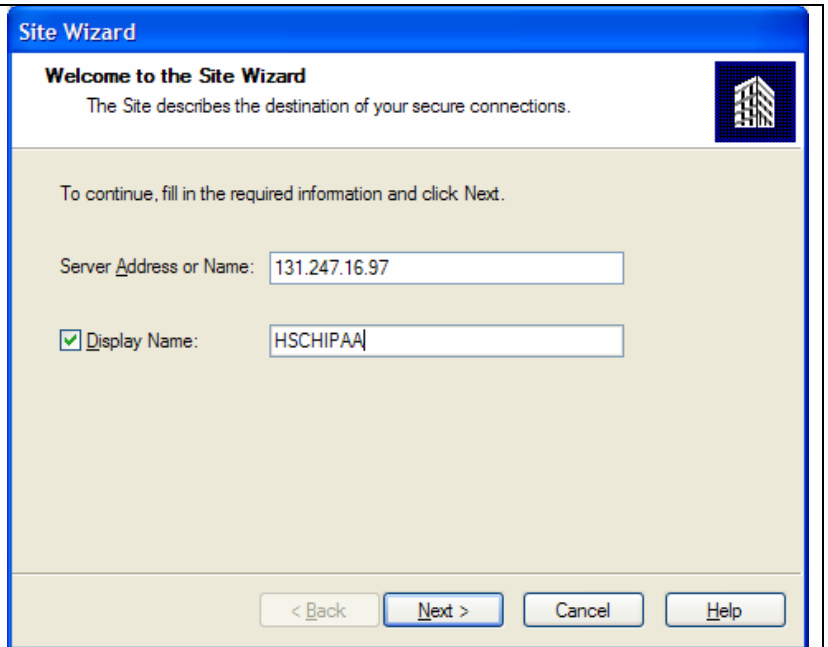 Site Wizard
Welcome to the Site Wizard
The Site describes the destination of your secure connections.
To continue, fill in the required information and click Next.
Server Address or Name: 131.247.16.97
Display Name: HSCHIPAA
< Back Next > Cancel Help